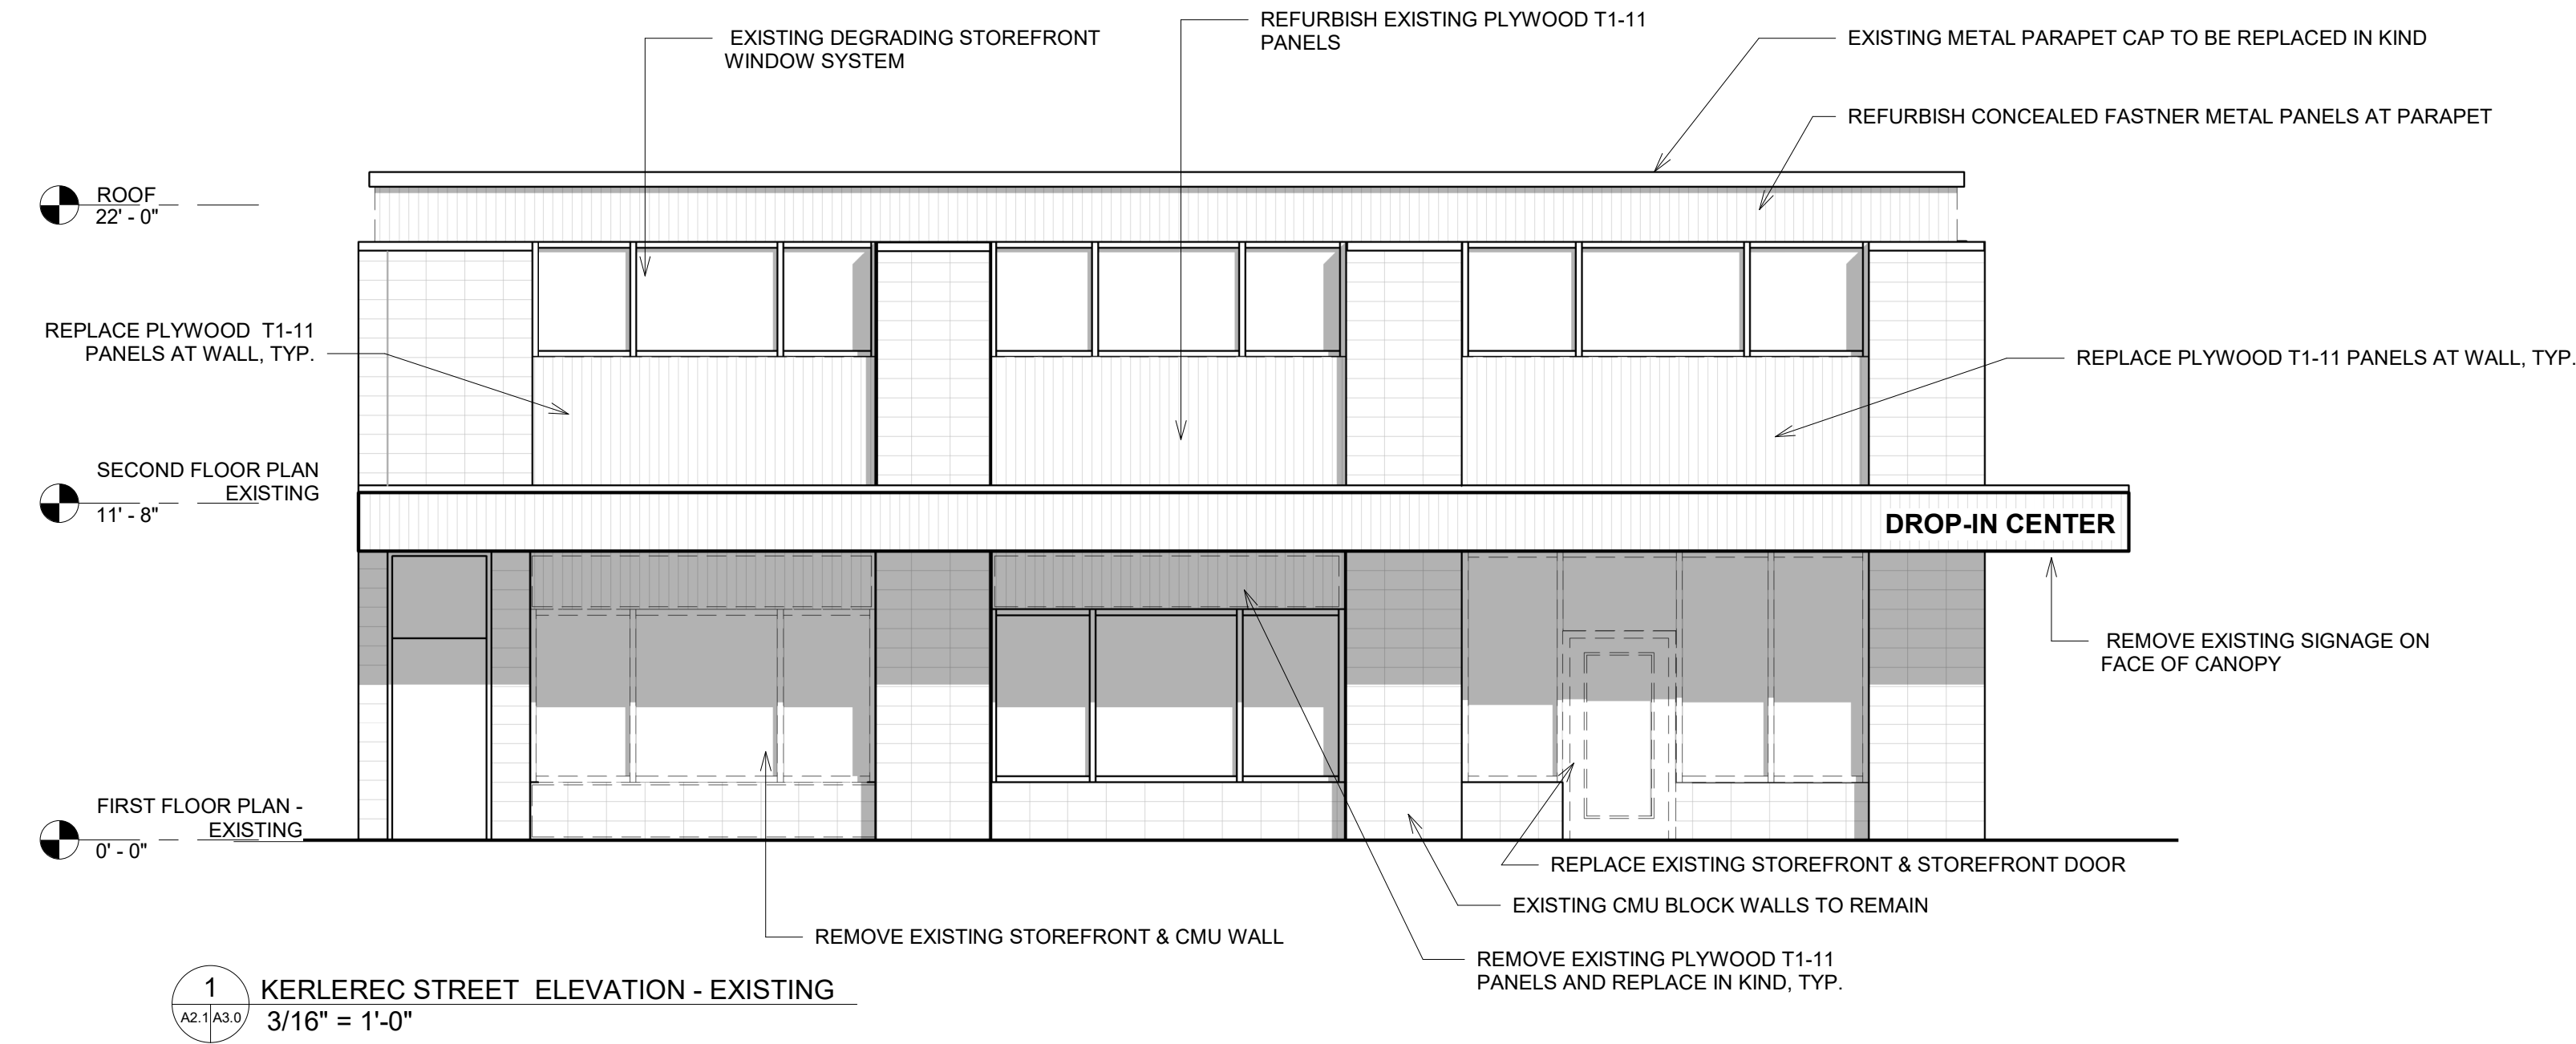 EXISTING DEGRADING STOREFRONT
WINDOW SYSTEM
REFURBISH EXISTING PLYWOOD T1-11
PANELS
EXISTING METAL PARAPET CAP TO BE REPLACED IN KIND
REFURBISH CONCEALED FASTNER METAL PANELS AT PARAPET
ROOF
22' - 0"
REPLACE PLYWOOD T1-11
PANELS AT WALL, TYP.
REPLACE PLYWOOD T1-11 PANELS AT WALL, TYP.
SECOND FLOOR PLAN
EXISTING
11' - 8"
DROP-IN CENTER
REMOVE EXISTING SIGNAGE ON
FACE OF CANOPY
FIRST FLOOR PLAN -
EXISTING
0' - 0"
REPLACE EXISTING STOREFRONT & STOREFRONT DOOR
EXISTING CMU BLOCK WALLS TO REMAIN
REMOVE EXISTING STOREFRONT & CMU WALL
REMOVE EXISTING PLYWOOD T1-11
PANELS AND REPLACE IN KIND, TYP.
1
A2.1 A3.0
KERLEREC STREET ELEVATION - EXISTING
3/16" = 1'-0"